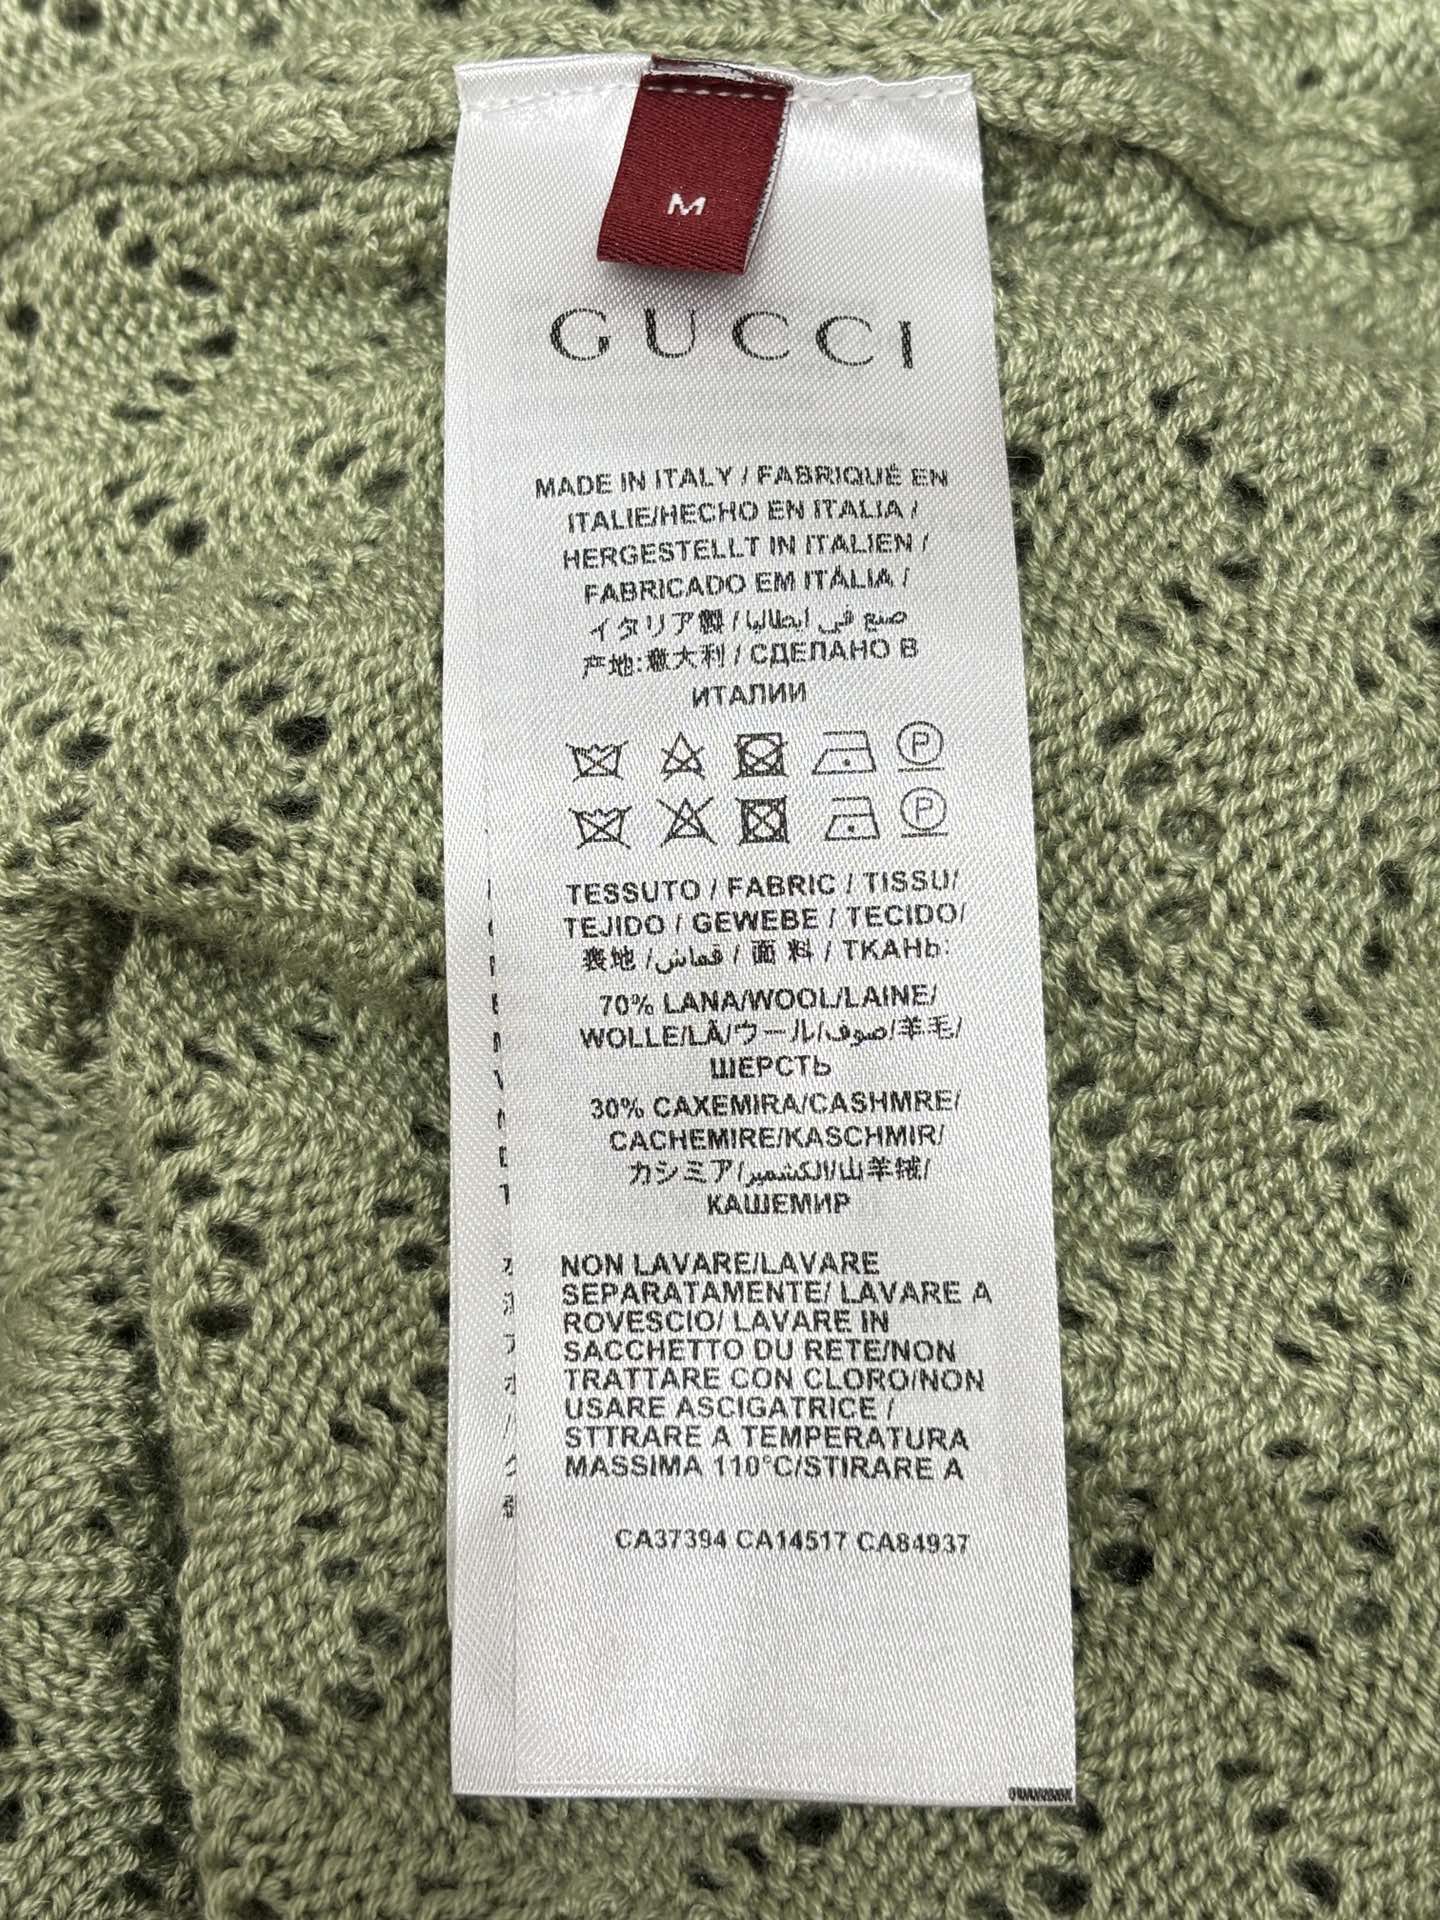 M
GUCCI
MADE IN ITALY / FABRIQUÉ EN
ITALIE/HECHO EN ITALIA /
HERGESTELLT IN ITALIEN /
FABRICADO EM ITÁLIA /
イタリア製 / صنع في ايطاليا
产地:意大利 / СДЕЛАНО В
ИТАЛИИ
P
P
TESSUTO / FABRIC / TISSU/
TEJIDO / GEWEBE / TECIDO/
表地 / قماش / 面 料 / ТКАНЬ:
70% LANA/WOOL/LAINE/
WOLLE/LÃ/ウール/صوف/羊毛/
ШЕРСТЬ
30% CAXEMIRA/CASHMRE/
CACHEMIRE/KASCHMIR/
カシミア/الكشمير/山羊绒/
КАШЕМИР
NON LAVARE/LAVARE
SEPARATAMENTE/ LAVARE A
ROVESCIO/ LAVARE IN
SACCHETTO DU RETE/NON
TRATTARE CON CLORO/NON
USARE ASCIGATRICE /
STTRARE A TEMPERATURA
MASSIMA 110°C/STIRARE A
CA37394 CA14517 CA84937